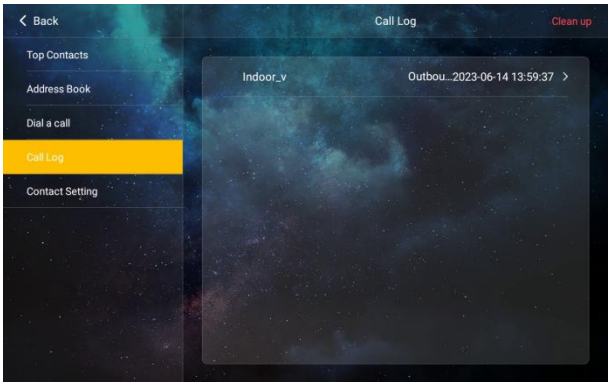 Back
Call Log
Clean up
Top Contacts
Address Book
Dial a call
Call Log
Contact Setting
Indoor_v Outbou...2023-06-14 13:59:37